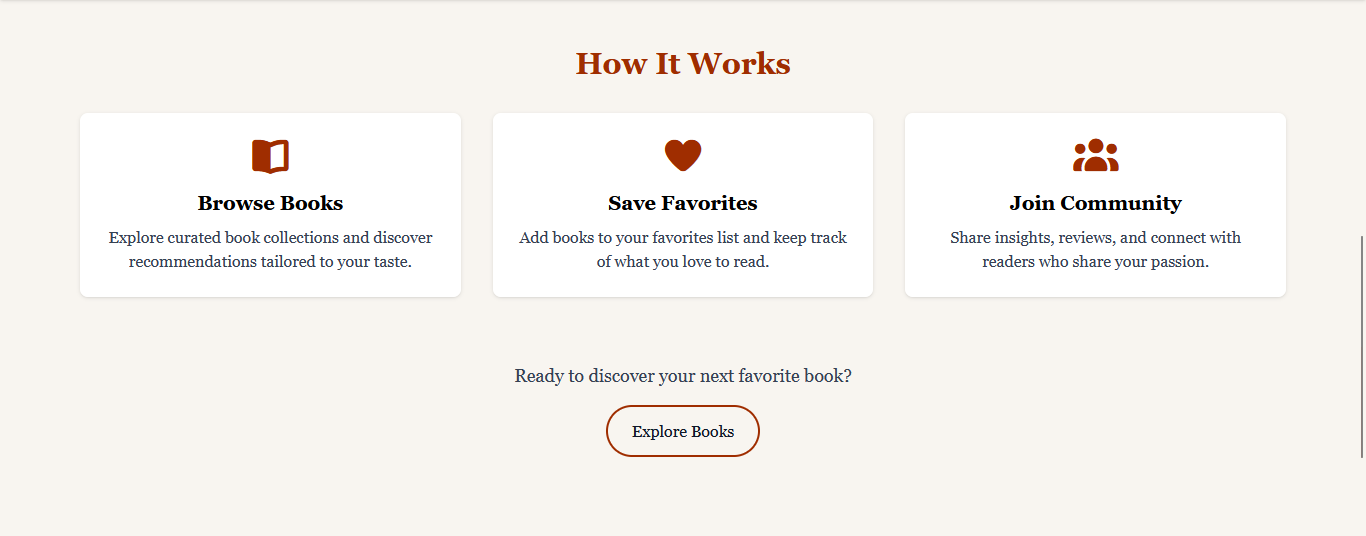 How It Works
Browse Books
Explore curated book collections and discover
recommendations tailored to your taste.
Save Favorites
Add books to your favorites list and keep track
of what you love to read.
Join Community
Share insights, reviews, and connect with
readers who share your passion.
Ready to discover your next favorite book?
Explore Books